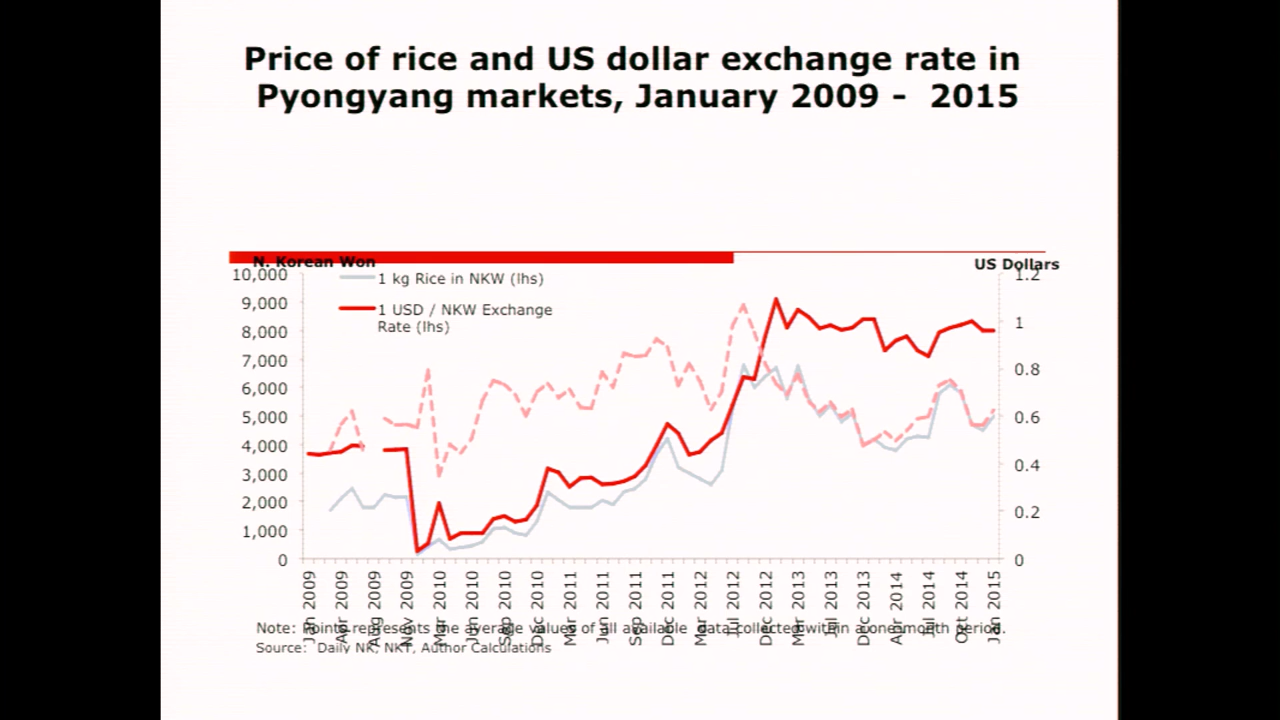 Price of rice and US dollar exchange rate in
Pyongyang markets, January 2009 - 2015
N. Korean Won
US Dollars
10,000
9,000
8,000
7,000
6,000
5,000
4,000
3,000
2,000
1,000
0
1 kg Rice in NKW (lhs)
1 USD / NKW Exchange
Rate (lhs)
1.2
1
0.8
0.6
0.4
0.2
0
Jan 2009
Apr 2009
Aug 2009
Nov 2009
Mar 2010
Jun 2010
Sep 2010
Dec 2010
Mar 2011
Jun 2011
Sep 2011
Dec 2011
Mar 2012
Jul 2012
Dec 2012
Mar 2013
Jul 2013
Dec 2013
Apr 2014
Jul 2014
Oct 2014
Jan 2015
Note: Points represents the average values of all available data collected within a one month period.
Source: Daily NK, NKT, Author Calculations